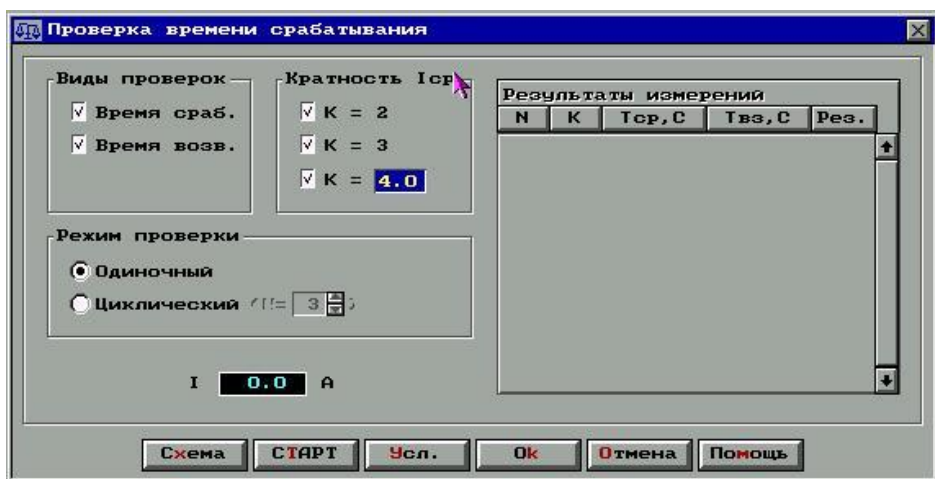 Проверка времени срабатывания
Виды проверок
Время сраб.
Время возв.
Кратность Iср
K = 2
K = 3
K = 4.0
Результаты измерений
N K Tср,С Tвз,С Рез.
Режим проверки
Одиночный
Циклический 3
I 0.0 A
Схема СТАРТ Усл. Ok Отмена Помощь